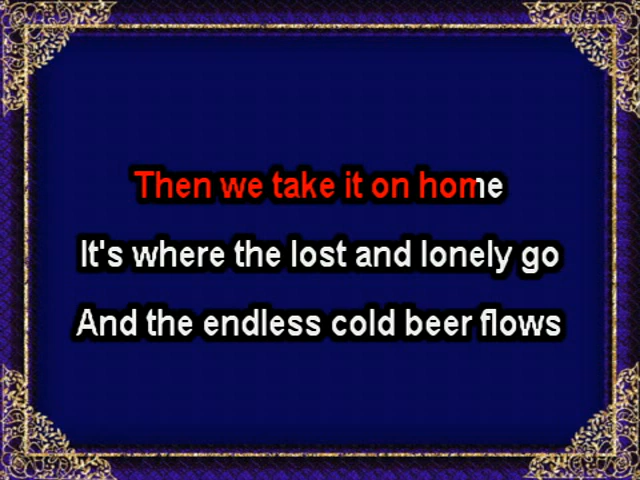 Then we take it on home
It's where the lost and lonely go
And the endless cold beer flows